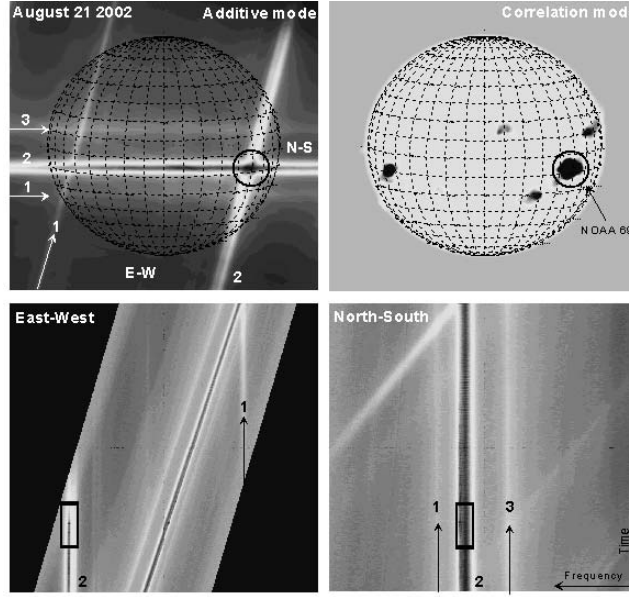 August 21 2002
Additive mode
3
N-S
2
1
1
E-W
2
Correlation mod
NOAA 69
East-West
1
2
North-South
1
3
2
Time
Frequency